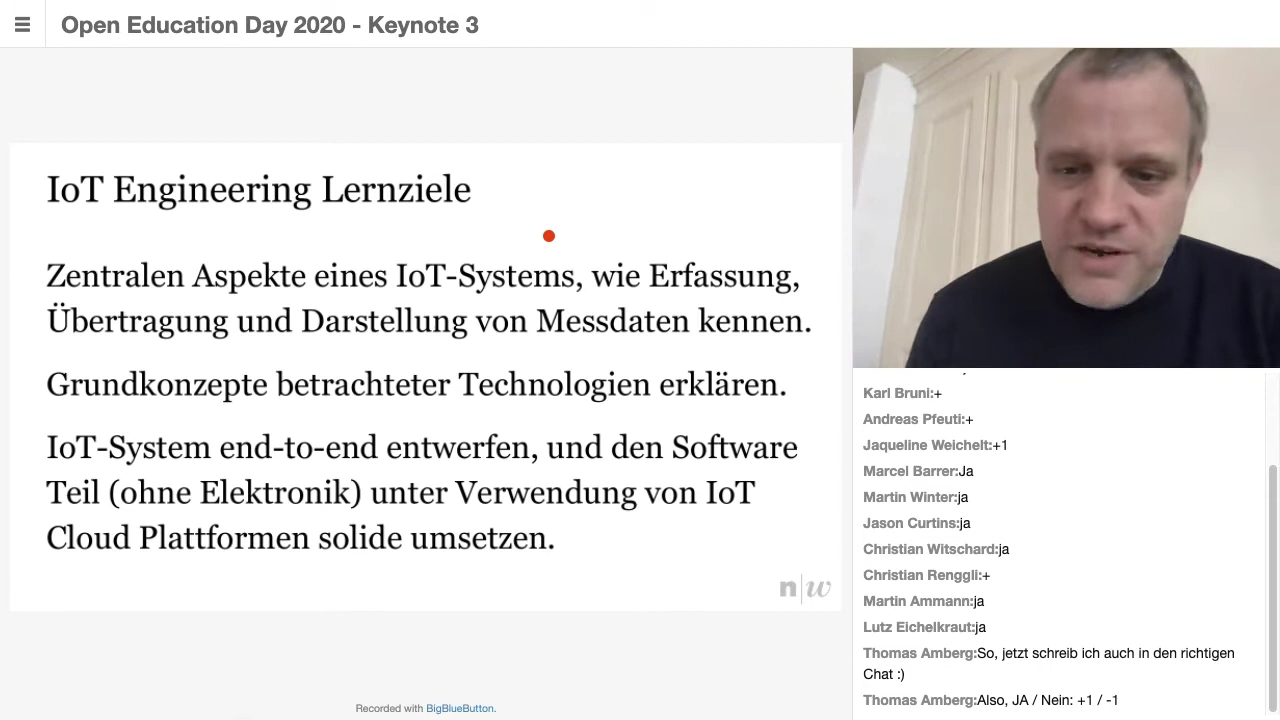 Open Education Day 2020 - Keynote 3
IoT Engineering Lernziele
Zentralen Aspekte eines IoT-Systems, wie Erfassung,
Übertragung und Darstellung von Messdaten kennen.
Grundkonzepte betrachteter Technologien erklären.
IoT-System end-to-end entwerfen, und den Software
Teil (ohne Elektronik) unter Verwendung von IoT
Cloud Plattformen solide umsetzen.
n|w
Recorded with BigBlueButton.
Karl Bruni:+
Andreas Pfeuti:+
Jaqueline Weichelt:+1
Marcel Barrer:Ja
Martin Winter:ja
Jason Curtins:ja
Christian Witschard:ja
Christian Renggli:+
Martin Ammann:ja
Lutz Eichelkraut:ja
Thomas Amberg:So, jetzt schreib ich auch in den richtigen
Chat :)
Thomas Amberg:Also, JA / Nein: +1 / -1